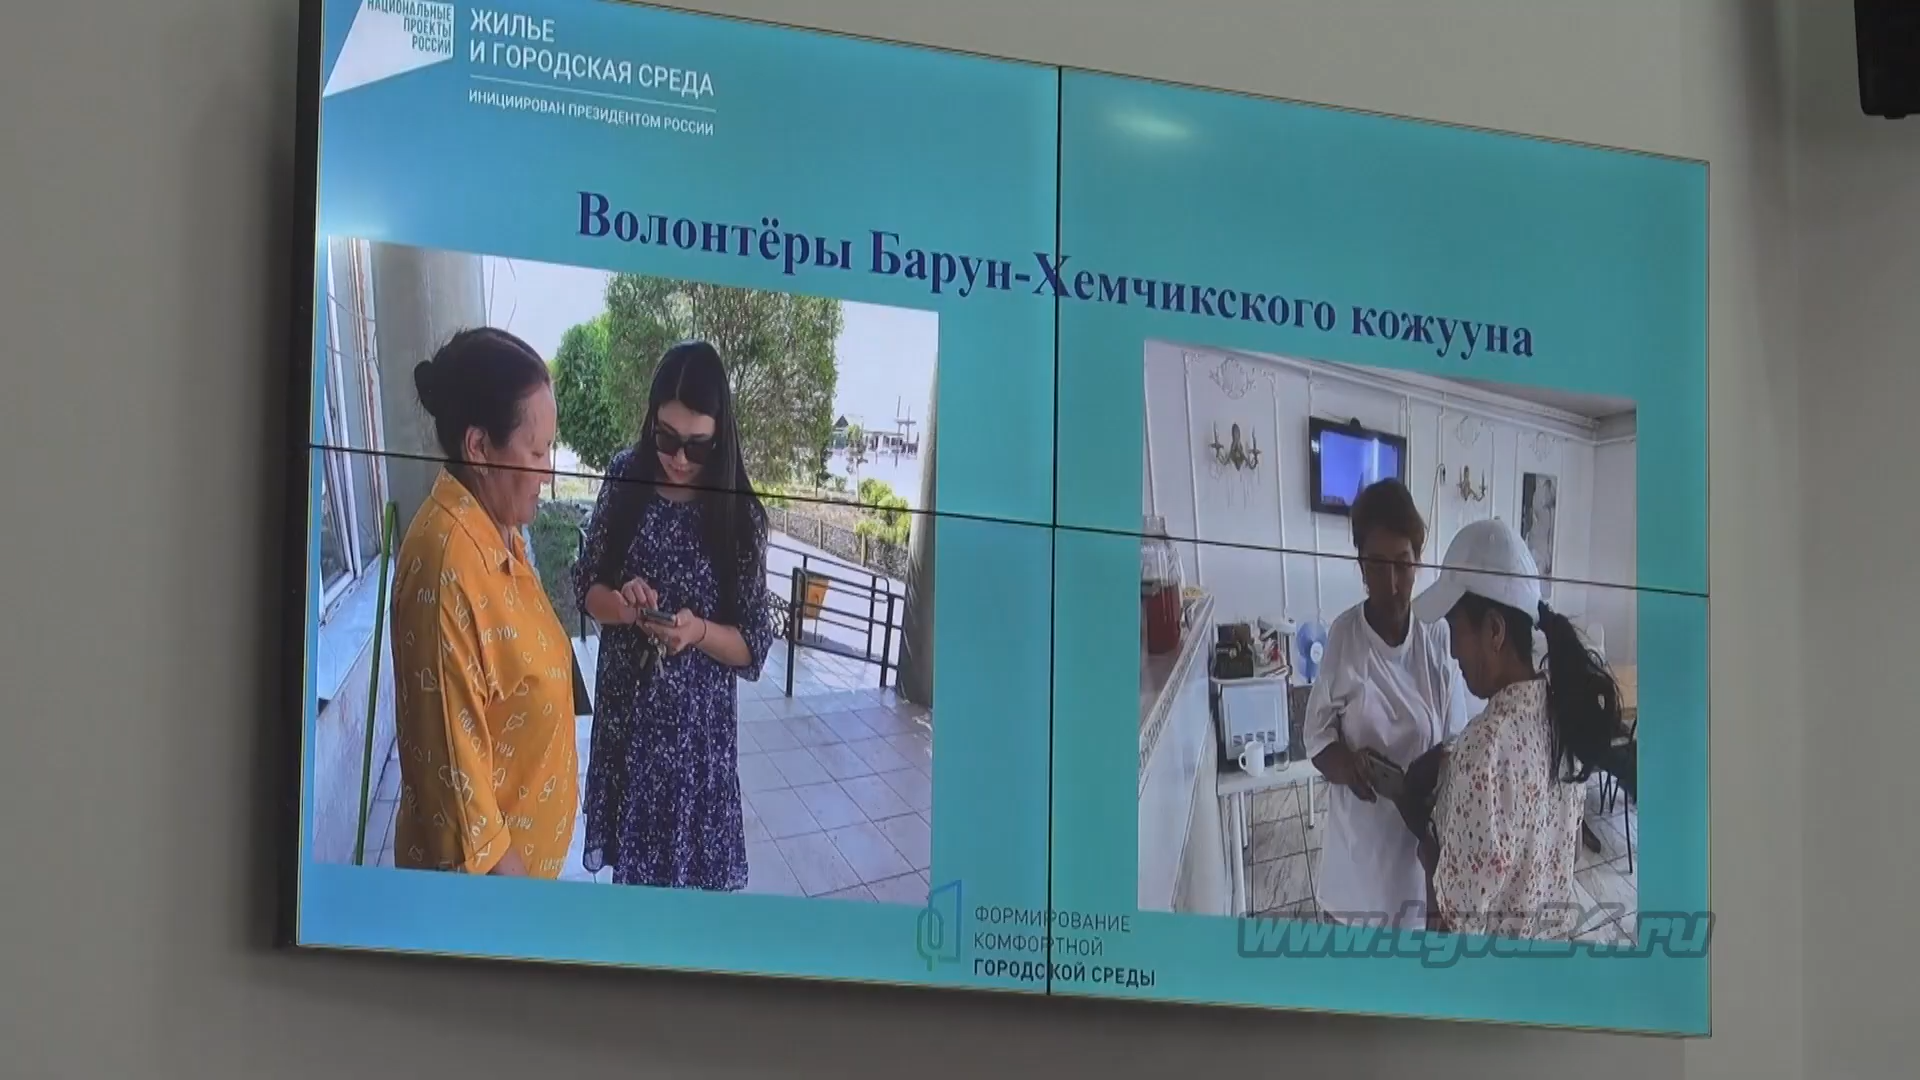 НАЦИОНАЛЬНЫЕ
ПРОЕКТЫ
РОССИИ
ЖИЛЬЕ
И ГОРОДСКАЯ СРЕДА
ИНИЦИИРОВАН ПРЕЗИДЕНТОМ РОССИИ
Волонтёры Барун-Хемчикского кожууна
ФОРМИРОВАНИЕ
КОМФОРТНОЙ
ГОРОДСКОЙ СРЕДЫ
www.tyva24.ru